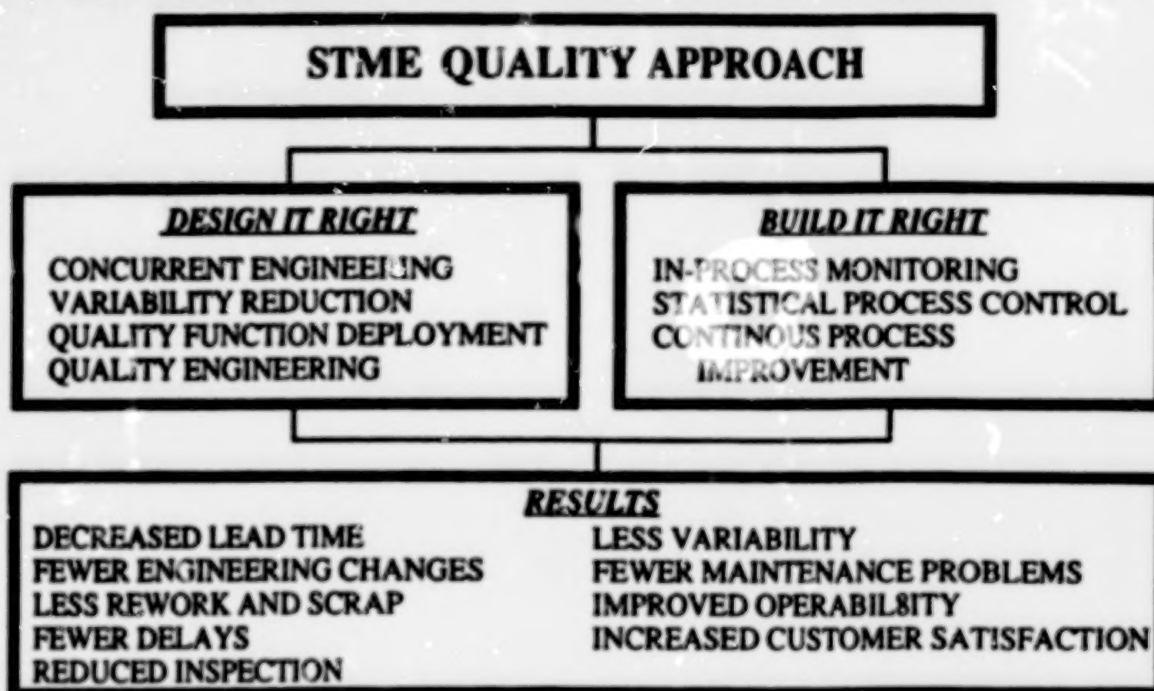 STME QUALITY APPROACH
DESIGN IT RIGHT
CONCURRENT ENGINEERING
VARIABILITY REDUCTION
QUALITY FUNCTION DEPLOYMENT
QUALITY ENGINEERING
BUILD IT RIGHT
IN-PROCESS MONITORING
STATISTICAL PROCESS CONTROL
CONTINOUS PROCESS
IMPROVEMENT
RESULTS
DECREASED LEAD TIME
FEWER ENGINEERING CHANGES
LESS REWORK AND SCRAP
FEWER DELAYS
REDUCED INSPECTION
LESS VARIABILITY
FEWER MAINTENANCE PROBLEMS
IMPROVED OPERABIL8ITY
INCREASED CUSTOMER SATISFACTION